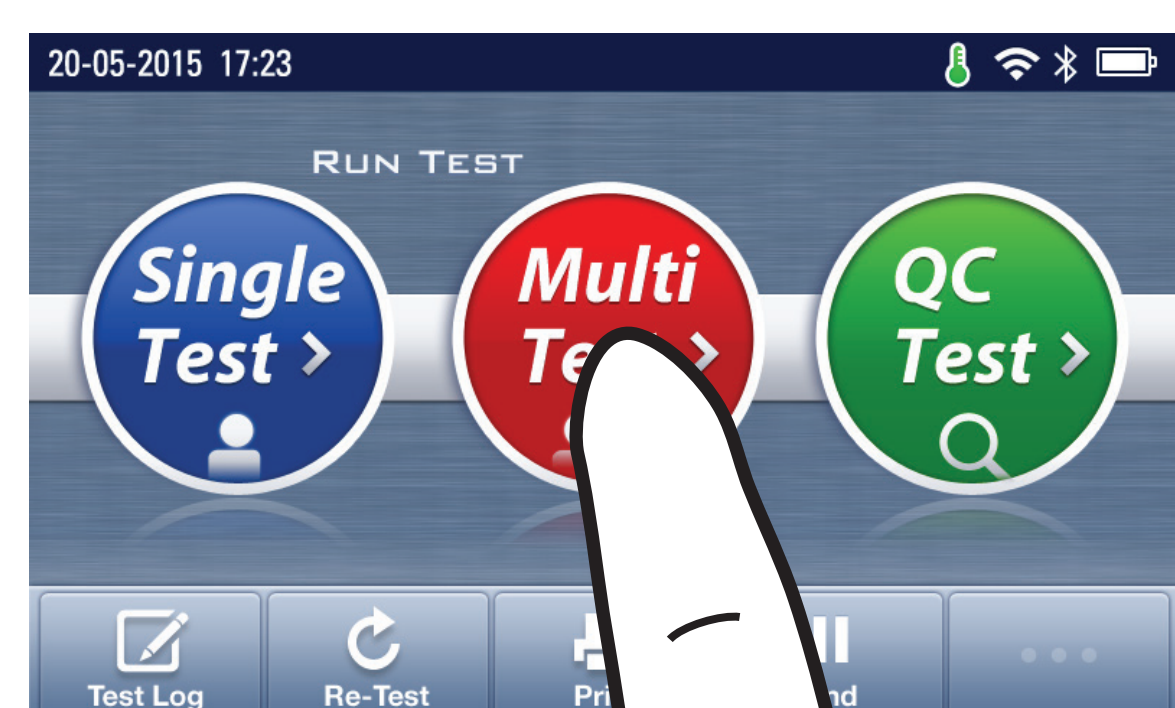 20-05-2015 17:23
RUN TEST
Single
Test
Multi
QC
Test
Test Log
Re-Test